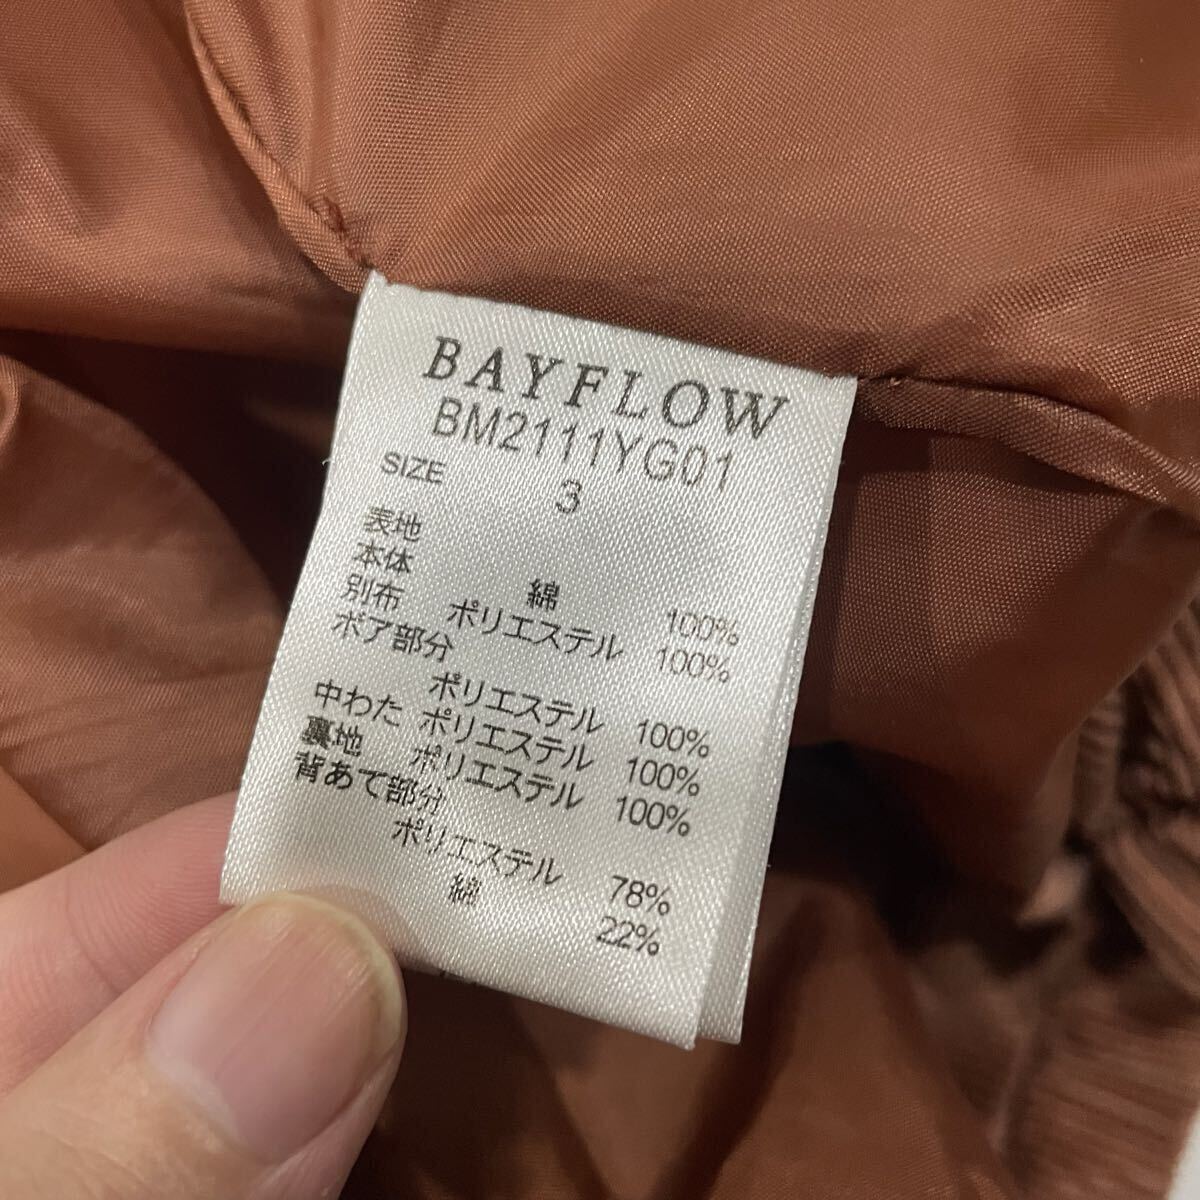 BAYFLOW
BM2111YG01
SIZE 3
表地
本体 綿 100%
別布 ポリエステル 100%
ボア部分
ポリエステル 100%
中わた ポリエステル 100%
裏地 ポリエステル 100%
背あて部分
ポリエステル 78%
綿 22%